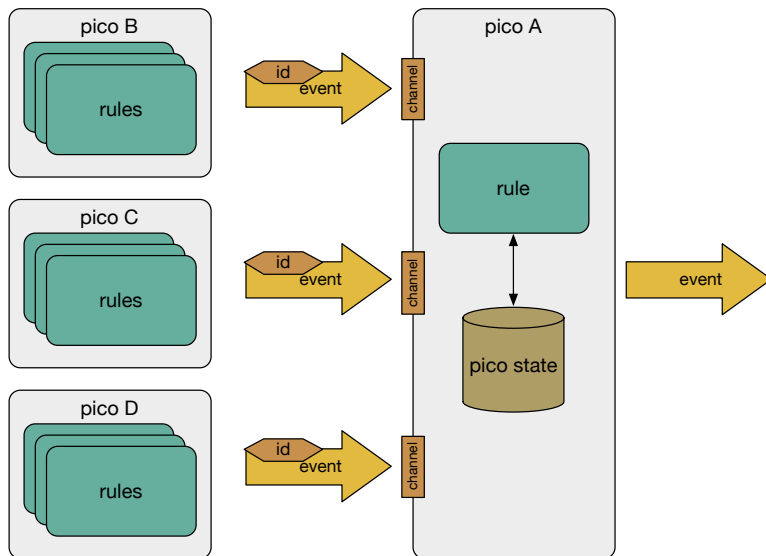 pico B
rules
id
event
channel
pico C
rules
id
event
channel
pico D
rules
id
event
channel
pico A
rule
pico state
event